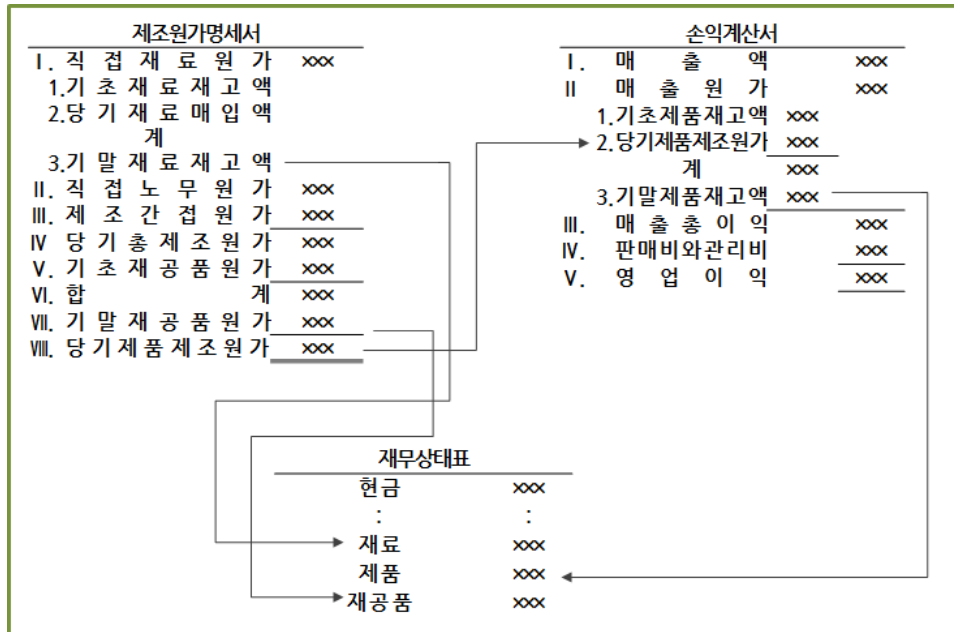 제조원가명세서
Ⅰ. 직 접 재 료 원 가 ×××
1.기 초 재 료 재 고 액
2.당 기 재 료 매 입 액
계
3.기 말 재 료 재 고 액
Ⅱ. 직 접 노 무 원 가 ×××
Ⅲ. 제 조 간 접 원 가 ×××
Ⅳ 당 기 총 제 조 원 가 ×××
Ⅴ. 기 초 재 공 품 원 가 ×××
Ⅵ. 합 계 ×××
Ⅶ. 기 말 재 공 품 원 가 ×××
Ⅷ. 당 기 제 품 제 조 원 가 ×××
손익계산서
Ⅰ. 매 출 액 ×××
Ⅱ 매 출 원 가 ×××
1.기초제품재고액 ×××
2.당기제품제조원가 ×××
계 ×××
3.기말제품재고액 ×××
Ⅲ. 매 출 총 이 익 ×××
Ⅳ. 판매비와관리비 ×××
Ⅴ. 영 업 이 익 ×××
재무상태표
현금 ×××
: :
재료 ×××
제품 ×××
재공품 ×××